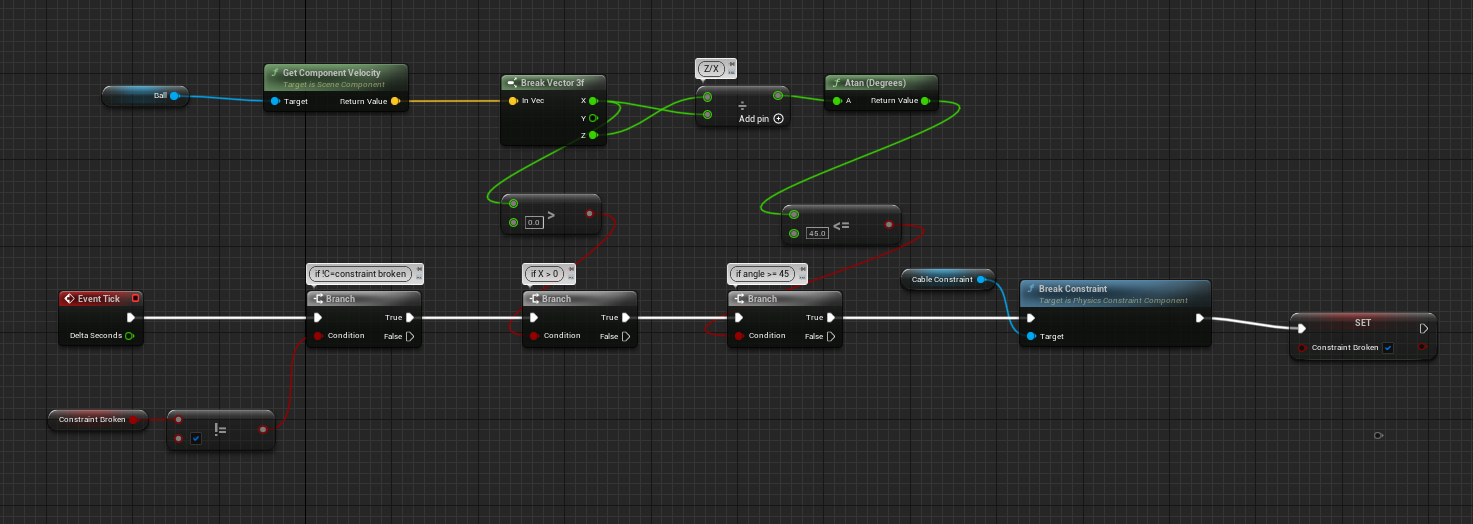 Z/X
Get Component Velocity
Target is Scene Component
Target Return Value
Ball
Break Vector 3f
In Vec X
Y
Z
÷
Add pin
Atan (Degrees)
A Return Value
>
0.0
<=
45.0
if !C=constraint broken
if X > 0
if angle >= 45
Cable Constraint
Event Tick
Delta Seconds
Branch
True
Condition False
Branch
True
Condition False
Branch
True
Condition False
Break Constraint
Target is Physics Constraint Component
Target
SET
Constraint Broken
Constraint Broken
!=